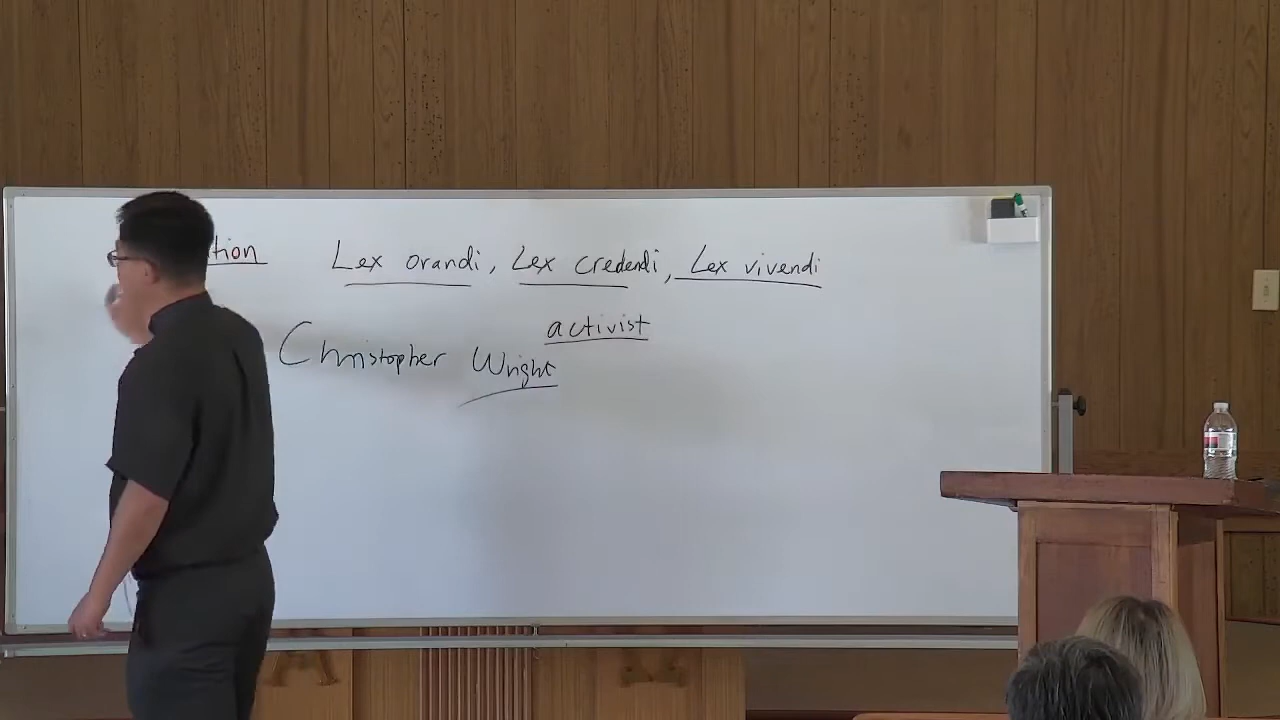 tion Lex orandi, Lex credendi, Lex vivendi
activist
Christopher Wright